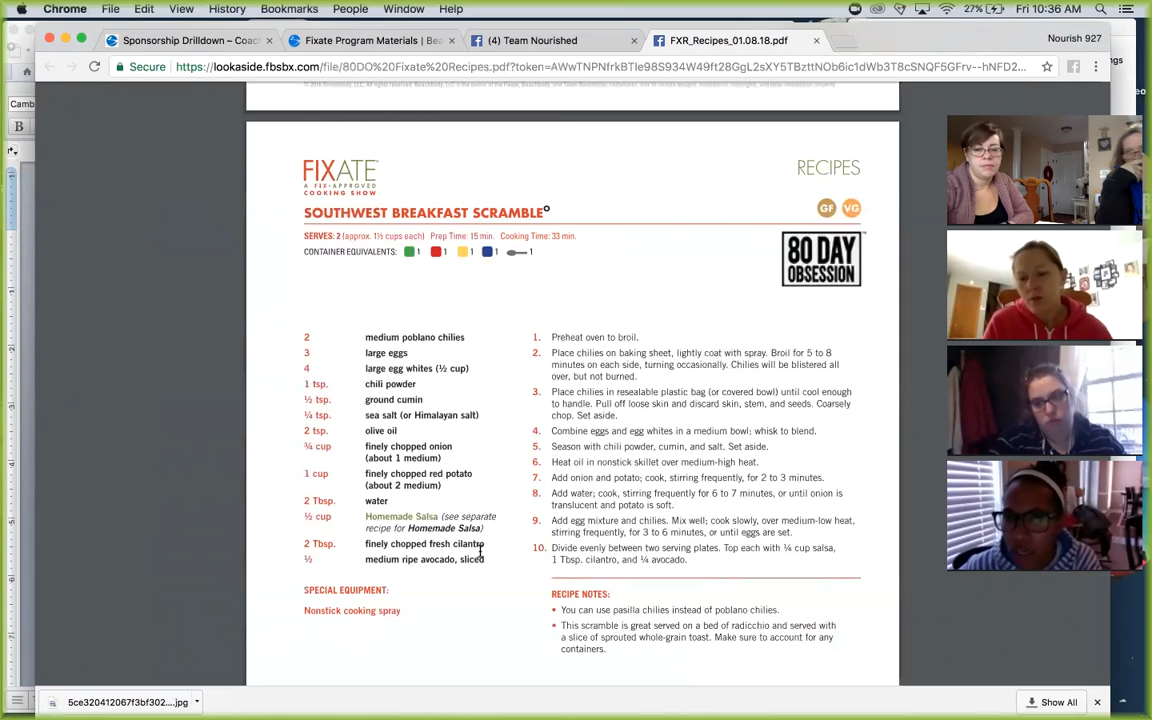 Chrome File Edit View History Bookmarks People Window Help 27% Fri 10:36 AM
Sponsorship Drilldown – Coac
Fixate Program Materials | Bea
(4) Team Nourished
FXR_Recipes_01.08.18.pdf
Nourish 927
Secure
Camb
B
FIXATE
A FIX-APPROVED
COOKING SHOW
RECIPES
SOUTHWEST BREAKFAST SCRAMBLE
GF VG
SERVES: 2 (approx. 1½ cups each) Prep Time: 15 min. Cooking Time: 33 min.
CONTAINER EQUIVALENTS: 1 1 1 1 1
80 DAY
OBSESSION
2 medium poblano chilies
3 large eggs
4 large egg whites (½ cup)
1 tsp. chili powder
½ tsp. ground cumin
¼ tsp. sea salt (or Himalayan salt)
2 tsp. olive oil
¾ cup finely chopped onion
(about 1 medium)
1 cup finely chopped red potato
(about 2 medium)
2 Tbsp. water
½ cup Homemade Salsa (see separate
recipe for Homemade Salsa)
2 Tbsp. finely chopped fresh cilantro
½ medium ripe avocado, sliced
SPECIAL EQUIPMENT:
Nonstick cooking spray
1. Preheat oven to broil.
2. Place chilies on baking sheet, lightly coat with spray. Broil for 5 to 8
minutes on each side, turning occasionally. Chilies will be blistered all
over, but not burned.
3. Place chilies in resealable plastic bag (or covered bowl) until cool enough
to handle. Pull off loose skin and discard skin, stem, and seeds. Coarsely
chop. Set aside.
4. Combine eggs and egg whites in a medium bowl; whisk to blend.
5. Season with chili powder, cumin, and salt. Set aside.
6. Heat oil in nonstick skillet over medium-high heat.
7. Add onion and potato; cook, stirring frequently, for 2 to 3 minutes.
8. Add water; cook, stirring frequently for 6 to 7 minutes, or until onion is
translucent and potato is soft.
9. Add egg mixture and chilies. Mix well; cook slowly, over medium-low heat,
stirring frequently, for 3 to 6 minutes, or until eggs are set.
10. Divide evenly between two serving plates. Top each with ¼ cup salsa,
1 Tbsp. cilantro, and ¼ avocado.
RECIPE NOTES:
• You can use pasilla chilies instead of poblano chilies.
• This scramble is great served on a bed of radicchio and served with
a slice of sprouted whole-grain toast. Make sure to account for any
containers.
5ce320412067f3bf302....jpg
Show All